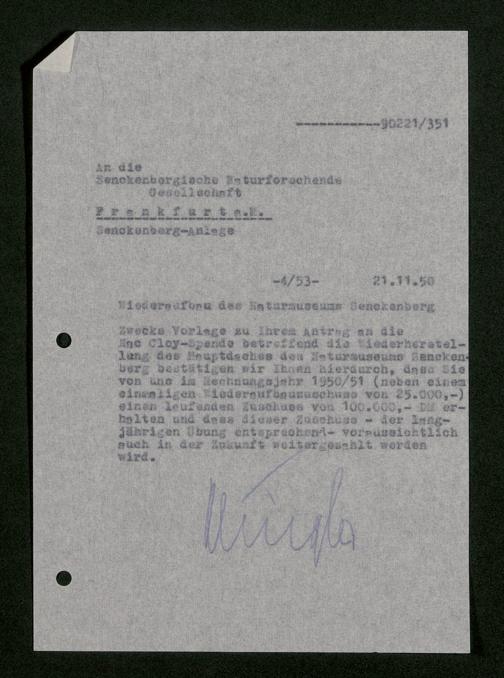 -----------90221/351
An die
Senckenbergische Naturforschende
Gesellschaft
F r a n k f u r t a.M.
Senckenberg-Anlage
-4/53- 21.11.50
Wiederaufbau des Naturmuseums Senckenberg
Zwecks Vorlage zu Ihrem Antrag an die
Mac Cloy-Spende betreffend die Wiederherstel-
lung des Hauptdaches des Naturmuseums Sencken-
berg bestätigen wir Ihnen hierdurch, dass Sie
von uns im Rechnungsjahr 1950/51 (neben einem
einmaligen Wiederaufbauzuschuss von 25.000,-)
einen laufenden Zuschuss von 100.000,- DM er-
halten und dass dieser Zuschuss - der lang-
jährigen Übung entsprechend- voraussichtlich
auch in der Zukunft weitergezahlt werden
wird.